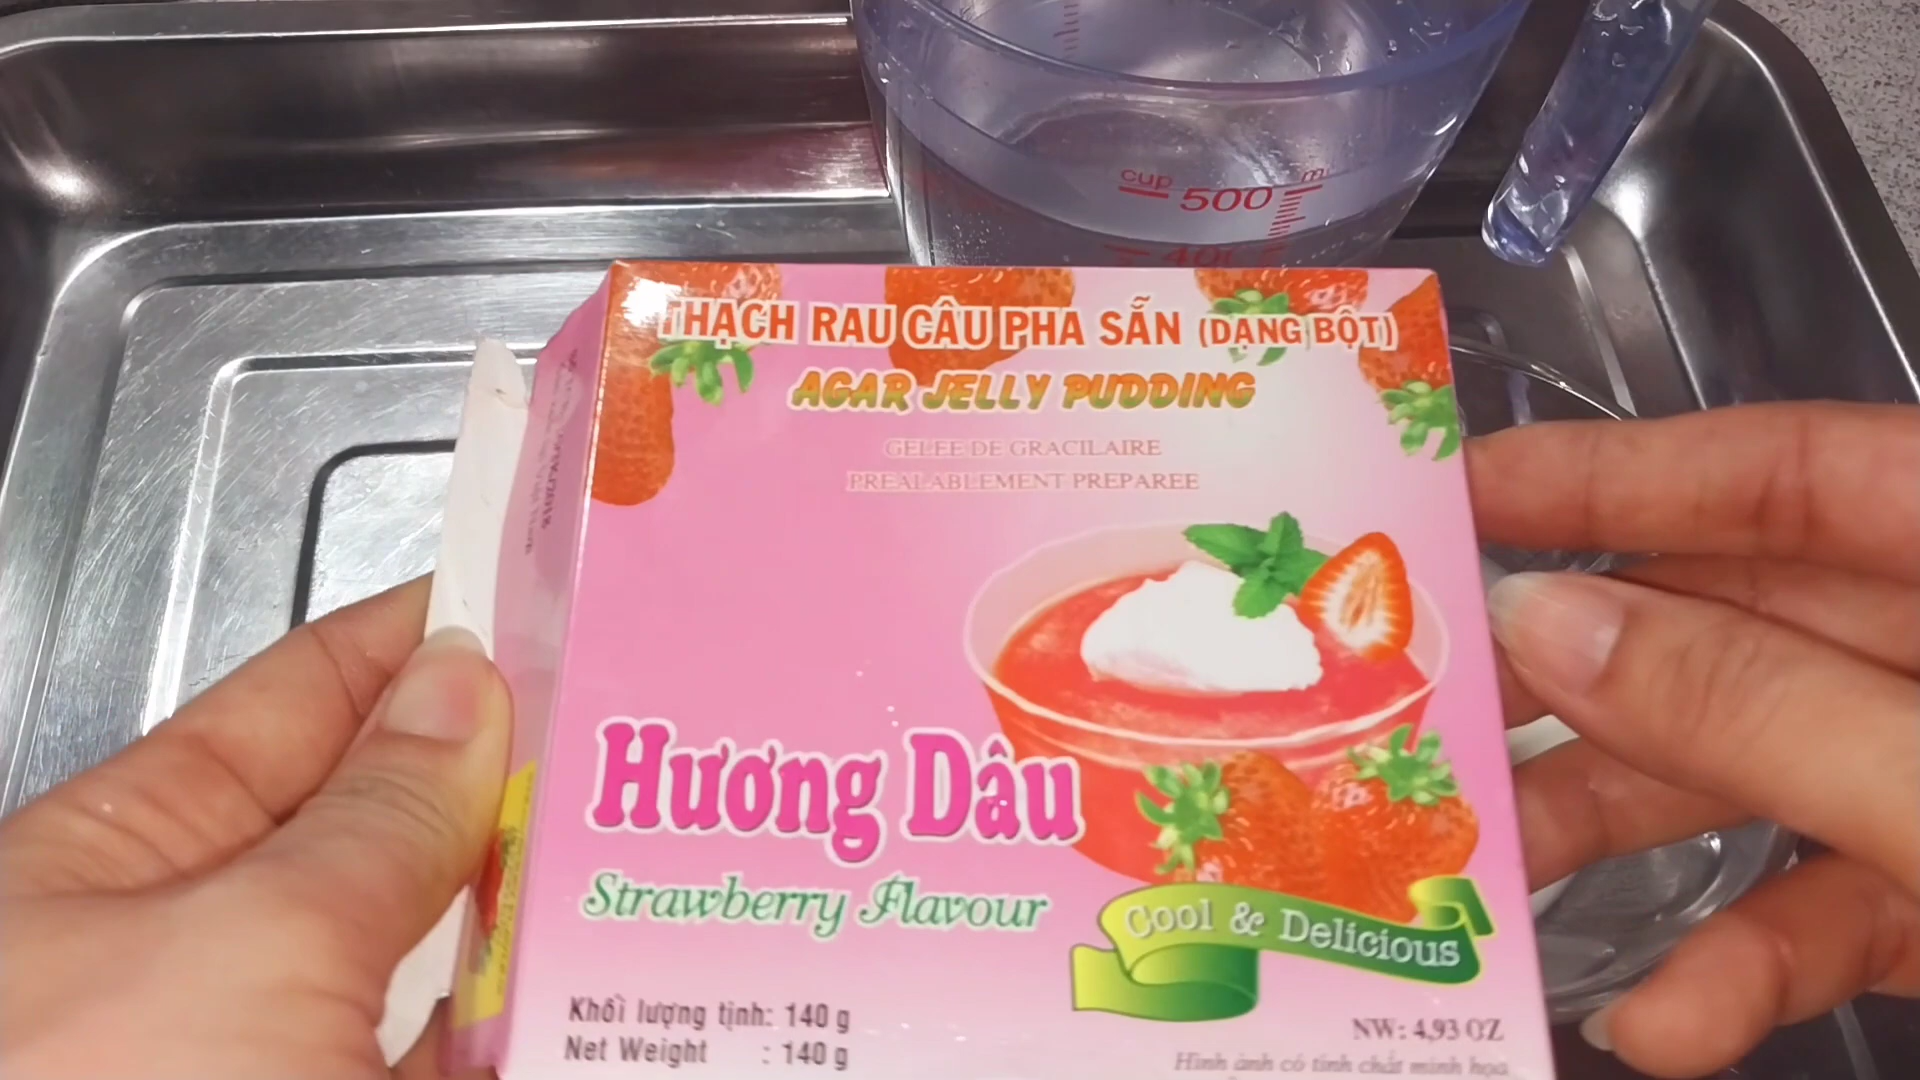 cup
m
500
400
THẠCH RAU CÂU PHA SẴN (DẠNG BỘT)
AGAR JELLY PUDDING
GELEE DE GRACILAIRE
PREALABLEMENT PREPAREE
Hương Dâu
Strawberry Flavour
Cool & Delicious
Khối lượng tịnh: 140 g
Net Weight : 140 g
NW: 4,93 OZ
Hình ảnh có tính chất minh họa